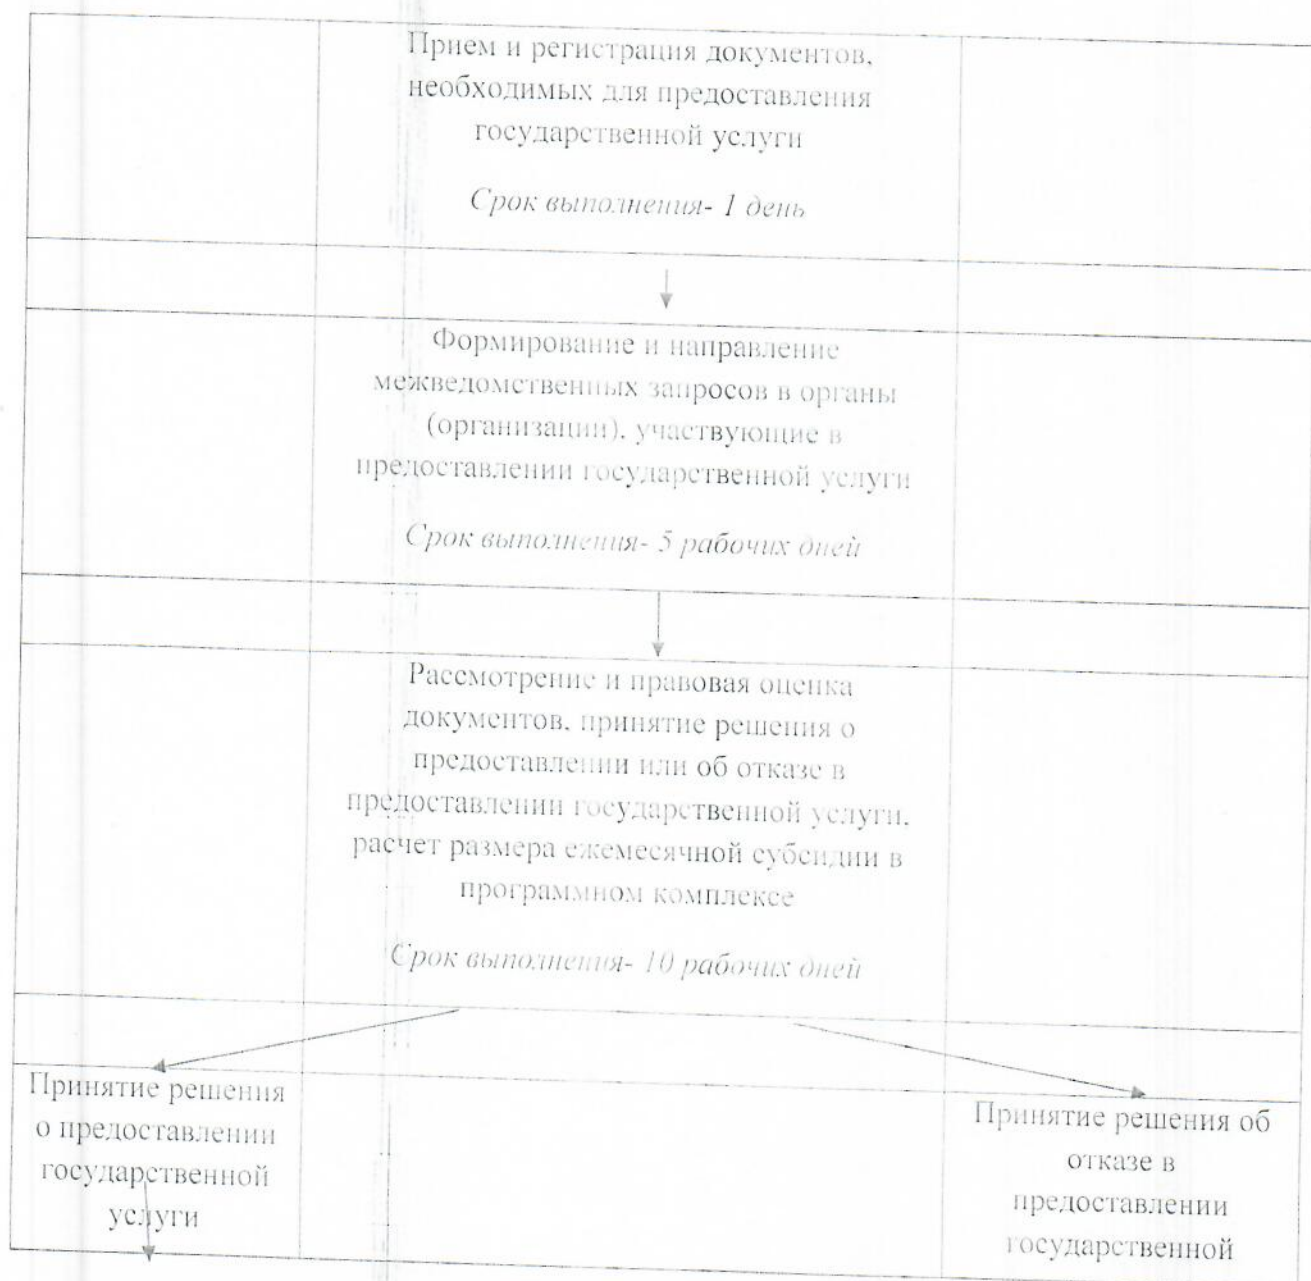 Прием и регистрация документов,
необходимых для предоставления
государственной услуги
Срок выполнения- 1 день
Формирование и направление
межведомственных запросов в органы
(организации), участвующие в
предоставлении государственной услуги
Срок выполнения- 5 рабочих дней
Рассмотрение и правовая оценка
документов, принятие решения о
предоставлении или об отказе в
предоставлении государственной услуги,
расчет размера ежемесячной субсидии в
программном комплексе
Срок выполнения- 10 рабочих дней
Принятие решения
о предоставлении
государственной
услуги
Принятие решения об
отказе в
предоставлении
государственной